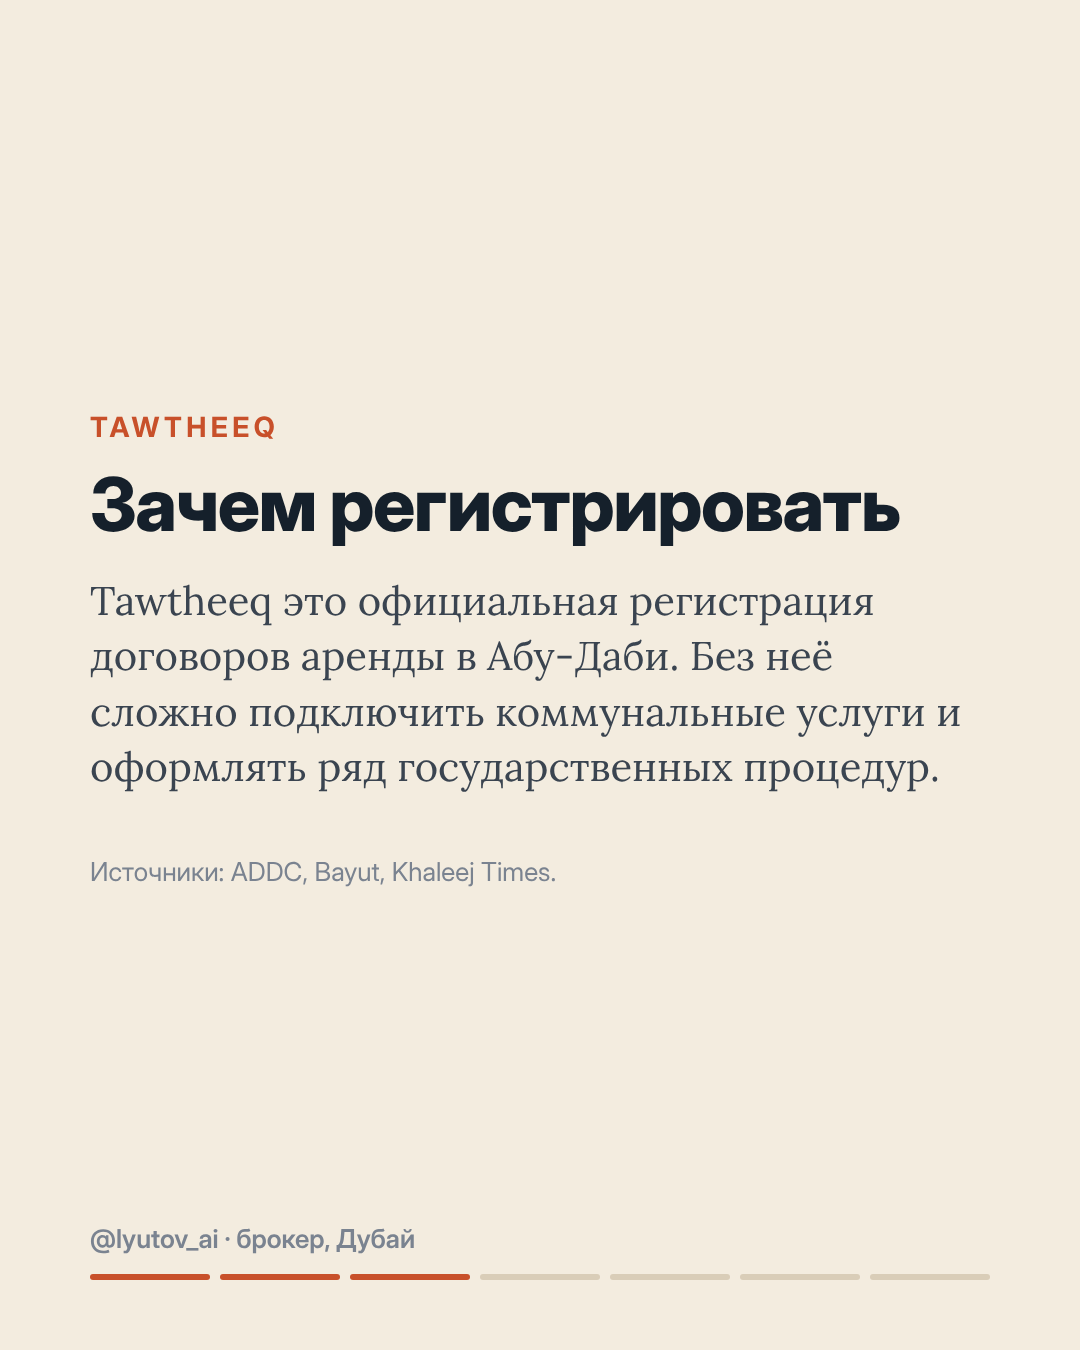 TAWTHEEQ
Зачем регистрировать
Tawtheeq это официальная регистрация
договоров аренды в Абу-Даби. Без неё
сложно подключить коммунальные услуги и
оформлять ряд государственных процедур.
Источники: ADDC, Bayut, Khaleej Times.
@lyutov_ai · брокер, Дубай